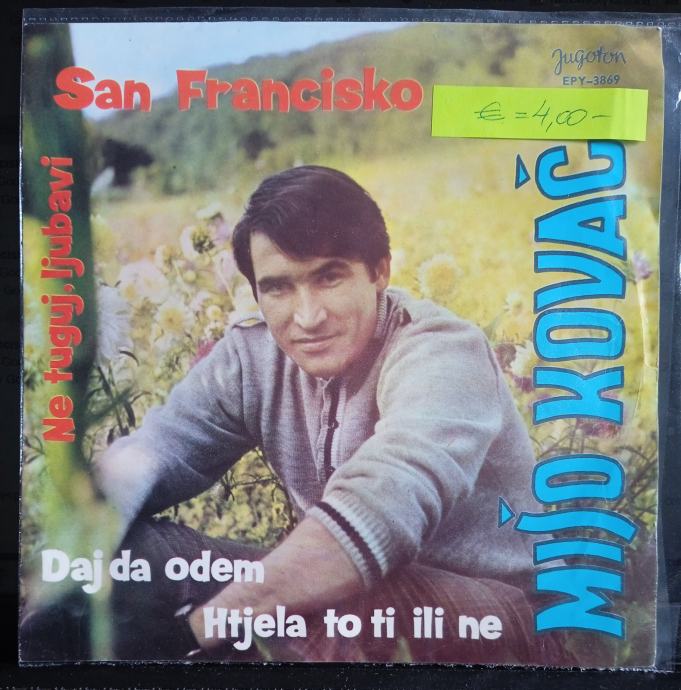 Jugoton
EPY-3869
San Francisko
€ = 4,00 -
Ne tuguj, ljubavi
MIJO KOVAČ
Daj da odem
Htjela to ti ili ne